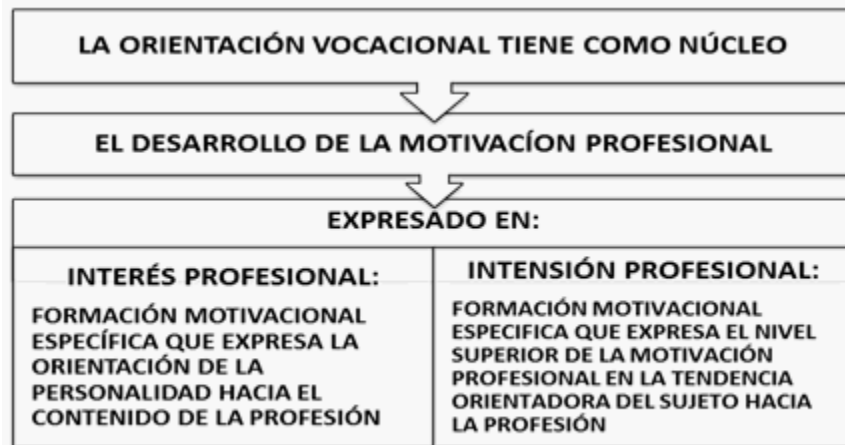 LA ORIENTACIÓN VOCACIONAL TIENE COMO NÚCLEO
EL DESARROLLO DE LA MOTIVACÍON PROFESIONAL
EXPRESADO EN:
INTERÉS PROFESIONAL:
FORMACIÓN MOTIVACIONAL
ESPECÍFICA QUE EXPRESA LA
ORIENTACIÓN DE LA
PERSONALIDAD HACIA EL
CONTENIDO DE LA PROFESIÓN
INTENSIÓN PROFESIONAL:
FORMACIÓN MOTIVACIONAL
ESPECIFICA QUE EXPRESA EL NIVEL
SUPERIOR DE LA MOTIVACIÓN
PROFESIONAL EN LA TENDENCIA
ORIENTADORA DEL SUJETO HACIA
LA PROFESIÓN